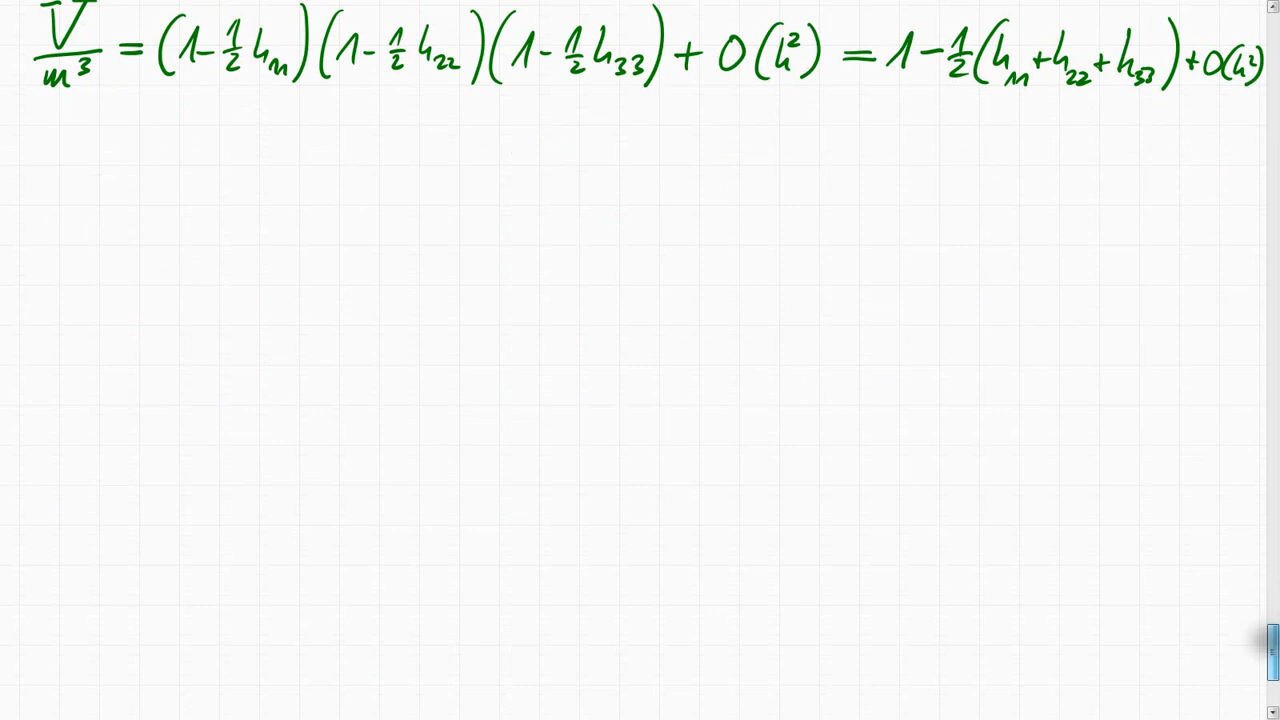 V/m³ = (1-½ h₁₁)(1-½ h₂₂)(1-½ h₃₃) + O(h²) = 1-½(h₁₁+h₂₂+h₃₃)+O(h²)